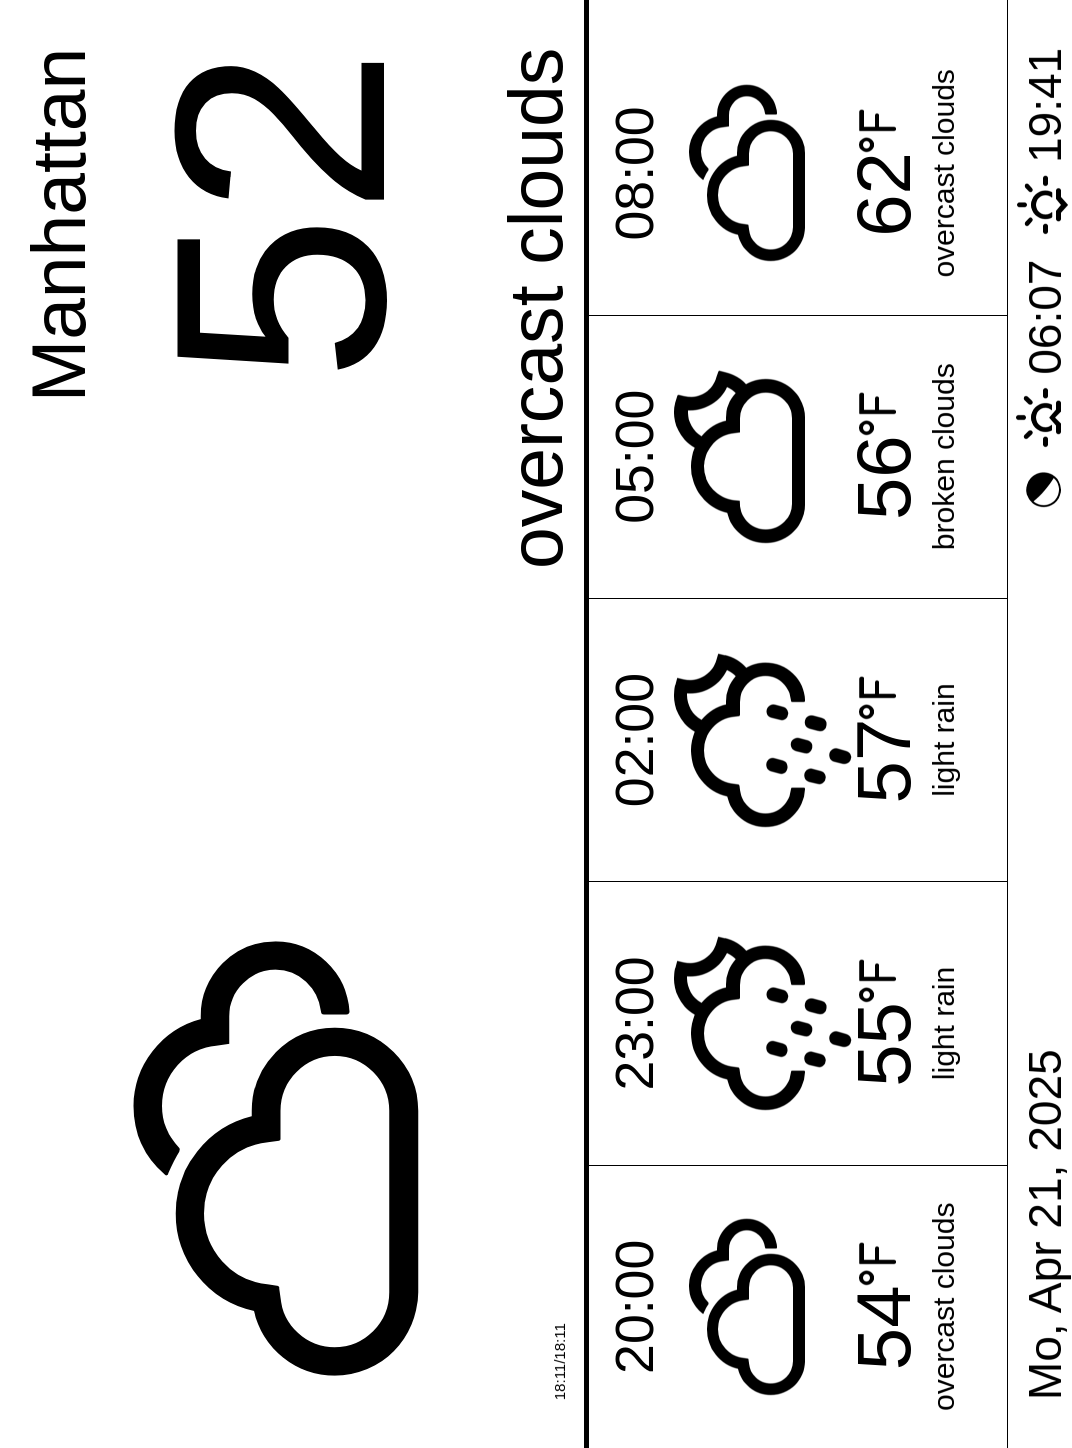 Manhattan
52
overcast clouds
18:11/18:11
20:00
54°F
overcast clouds
23:00
55°F
light rain
02:00
57°F
light rain
05:00
56°F
broken clouds
08:00
62°F
overcast clouds
Mo, Apr 21, 2025
06:07
19:41